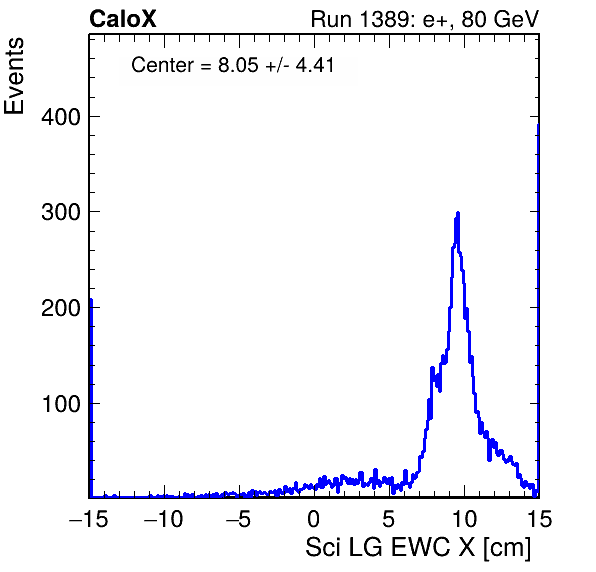 CaloX Run 1389: e+, 80 GeV
Center = 8.05 +/- 4.41
Events
400
300
200
100
−15 −10 −5 0 5 10 15
Sci LG EWC X [cm]